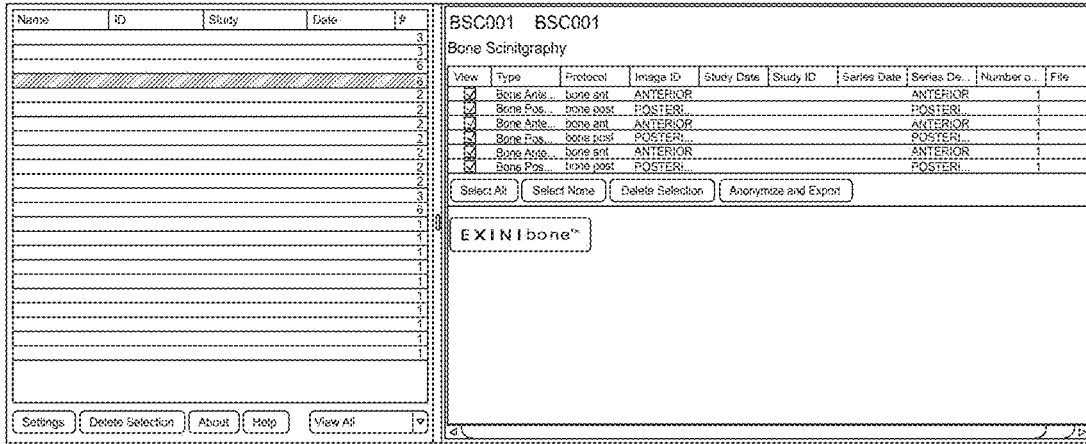 Name ID Study Date #
3
3
6
6
2
2
2
2
2
2
2
3
6
1
1
1
1
1
1
1
1
1
1
Settings Delete Selection About Help View All
BSC001 BSC001
Bone Scinitgraphy
View Type Protocol Image ID Study Date Study ID Series Date Series De... Number o... File
Bone Ante... bone ant ANTERIOR ANTERIOR 1
Bone Pos... bone post POSTERI... POSTERI... 1
Bone Ante... bone ant ANTERIOR ANTERIOR 1
Bone Pos... bone post POSTERI... POSTERI... 1
Bone Ante... bone ant ANTERIOR ANTERIOR 1
Bone Pos... bone post POSTERI... POSTERI... 1
Select All Select None Delete Selection Anonymize and Export
EXINIbone™